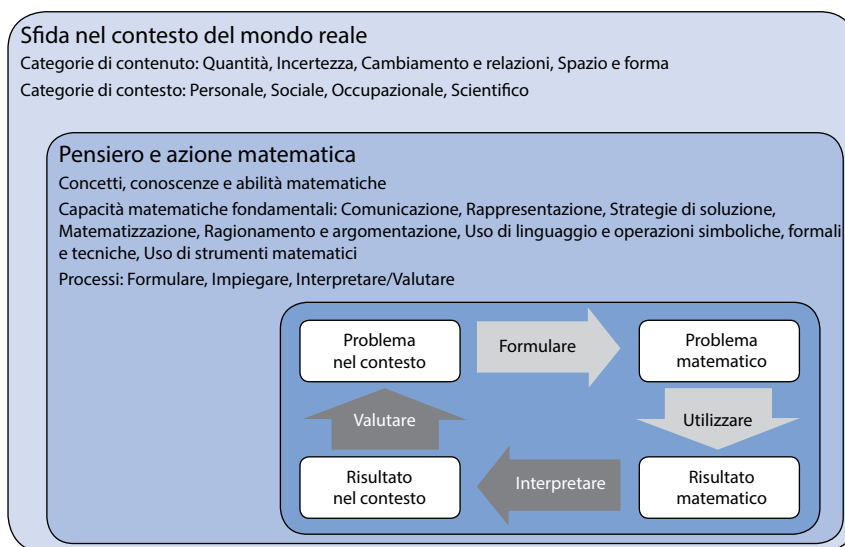 Sfida nel contesto del mondo reale
Categorie di contenuto: Quantità, Incertezza, Cambiamento e relazioni, Spazio e forma
Categorie di contesto: Personale, Sociale, Occupazionale, Scientifico
Pensiero e azione matematica
Concetti, conoscenze e abilità matematiche
Capacità matematiche fondamentali: Comunicazione, Rappresentazione, Strategie di soluzione,
Matematizzazione, Ragionamento e argomentazione, Uso di linguaggio e operazioni simboliche, formali
e tecniche, Uso di strumenti matematici
Processi: Formulare, Impiegare, Interpretare/Valutare
Problema
nel contesto
Formulare
Problema
matematico
Valutare
Utilizzare
Risultato
nel contesto
Interpretare
Risultato
matematico